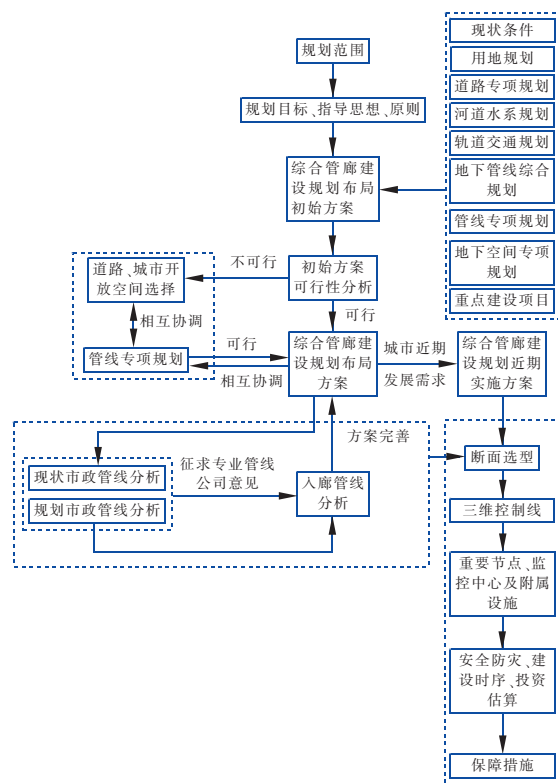 现状条件
用地规划
道路专项规划
河道水系规划
轨道交通规划
地下管线综合
规划
管线专项规划
地下空间专项
规划
重点建设项目
规划范围
规划目标、指导思想、原则
综合管廊建
设规划布局
初始方案
不可行
初始方案
可行性分析
可行
道路、城市开
放空间选择
相互协调
管线专项规划
可行
相互协调
综合管廊建
设规划布局
方案
城市近期
发展需求
综合管廊建
设规划近期
实施方案
方案完善
现状市政管线分析
规划市政管线分析
征求专业管线
公司意见
入廊管线
分析
断面选型
三维控制线
重要节点、监
控中心及附属
设施
安全防灾、建
设时序、投资
估算
保障措施